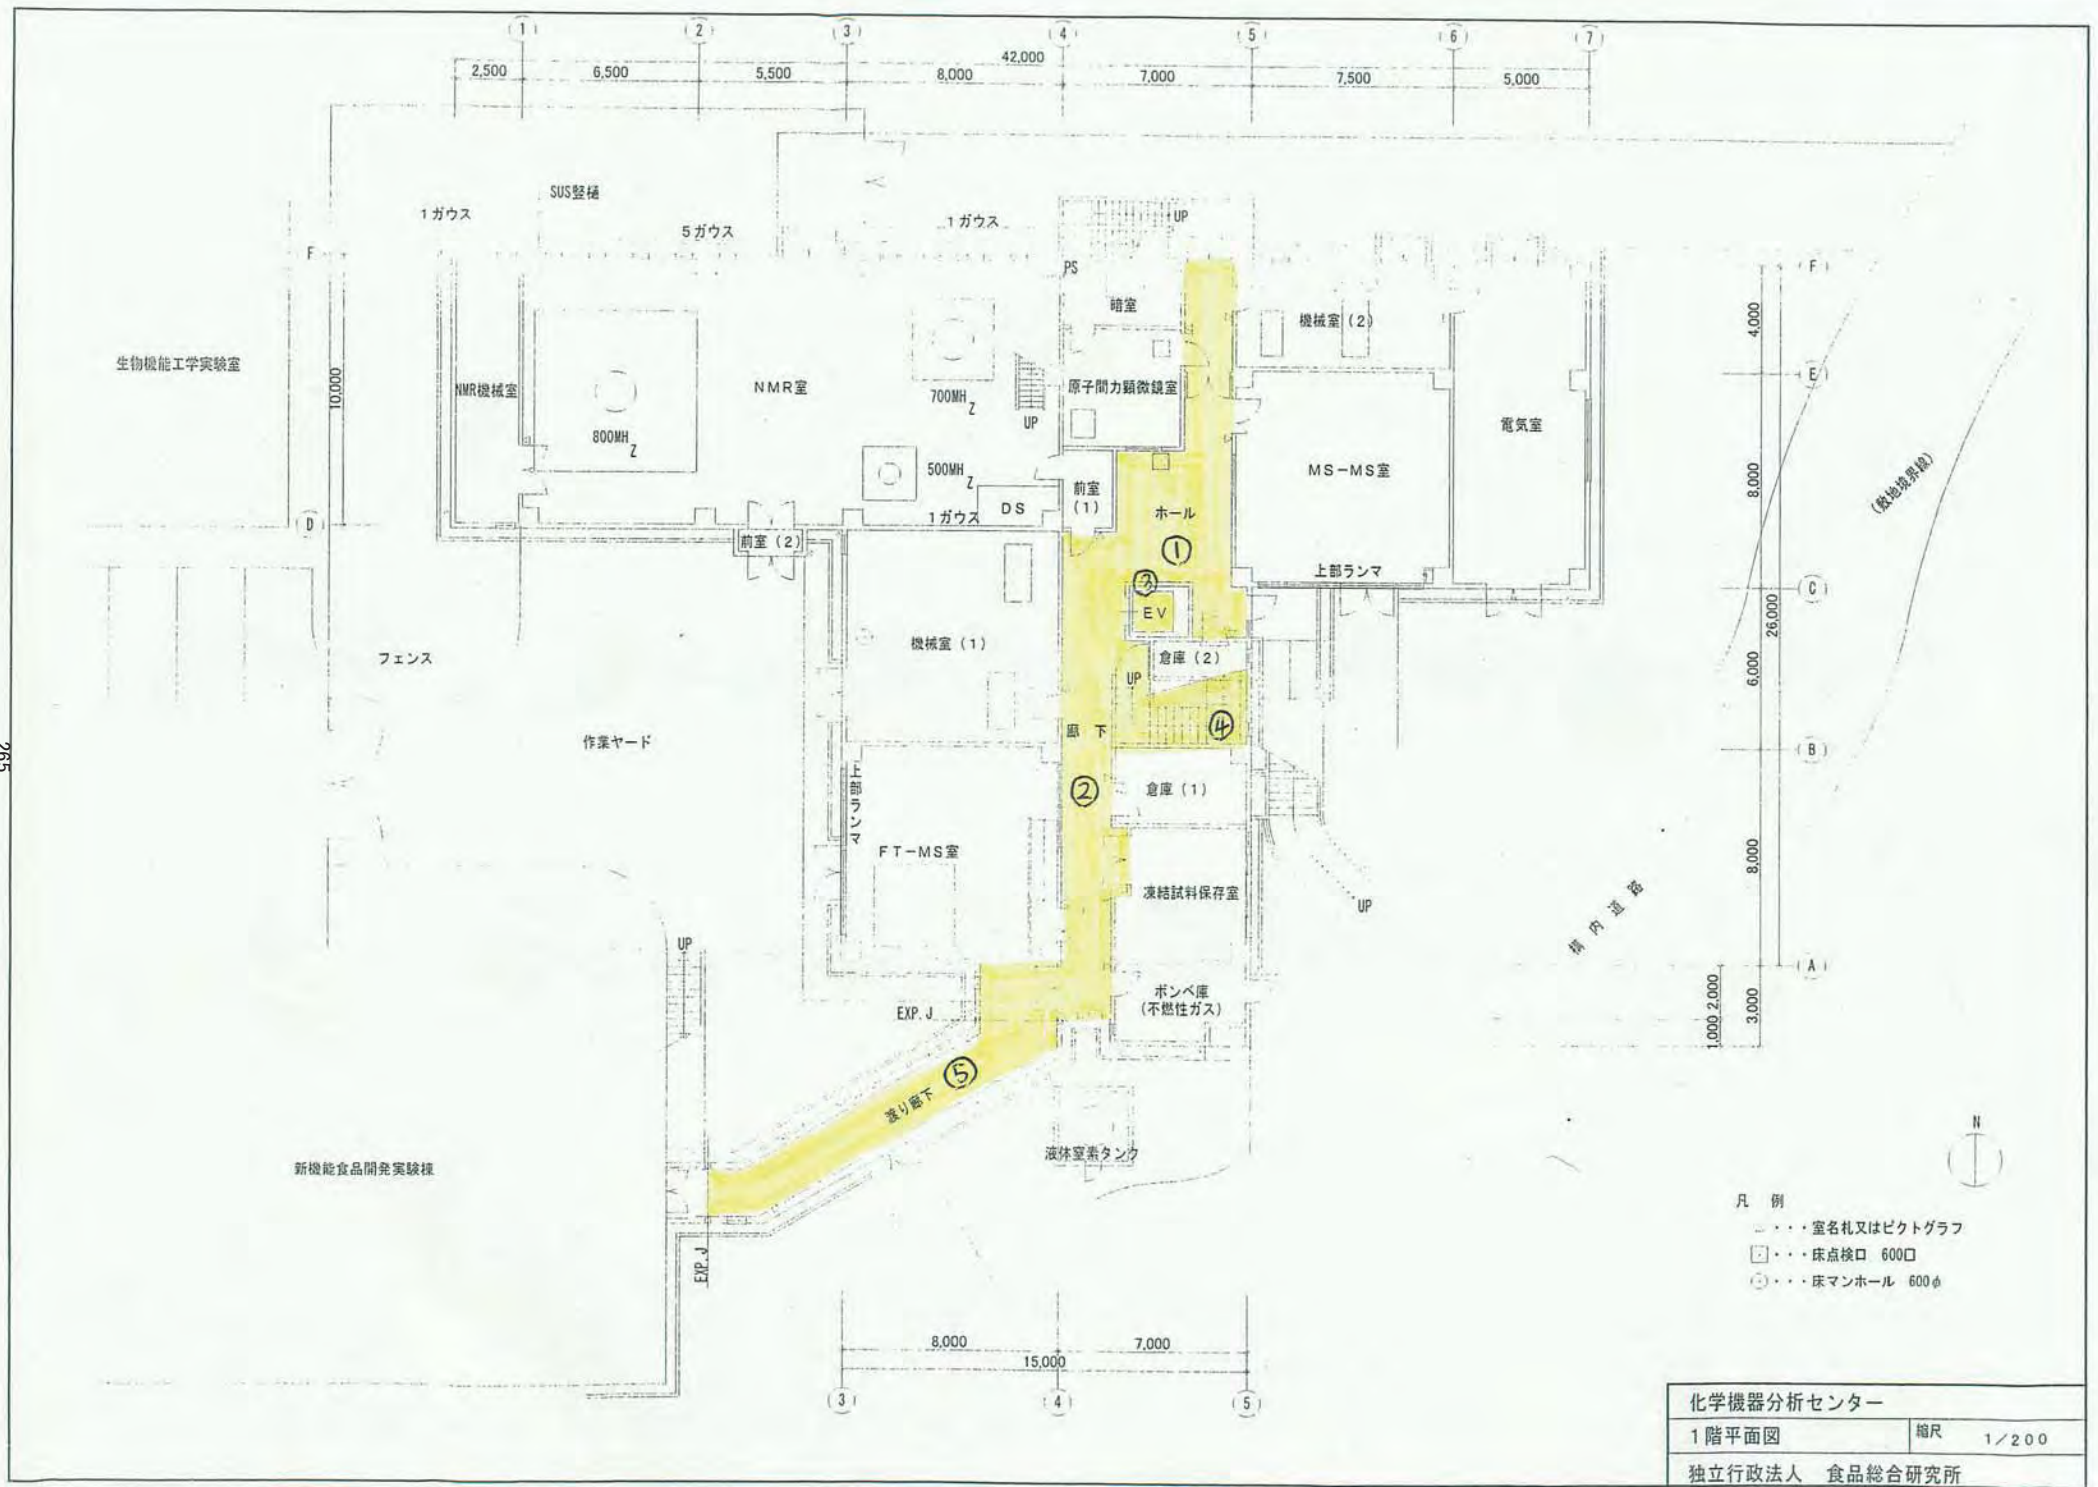 (1) (2) (3) (4) (5) (6) (7)
42,000
2,500 6,500 5,500 8,000 7,000 7,500 5,000
SUS竪樋
1ガウス
5ガウス
1ガウス
UP
F
(F)
PS
暗室
機械室(2)
4,000
生物機能工学実験室
10,000
NMR機械室
NMR室
700MHZ
UP
原子間力顕微鏡室
(E)
電気室
800MHZ
500MHZ
MS-MS室
8,000
(敷地境界線)
前室
(1)
DS
1ガウス
ホール
(D)
前室(2)
①
上部ランマ
③
EV
(C)
26,000
機械室(1)
倉庫(2)
フェンス
UP
6,000
④
廊下
作業ヤード
(B)
265
上部ランマ
②
倉庫(1)
FT-MS室
8,000
凍結試料保存室
UP
構内道路
UP
(A)
ボンベ庫
(不燃性ガス)
EXP.J
1,000 2,000
3,000
⑤
渡り廊下
液体窒素タンク
N
新機能食品開発実験棟
凡 例
・・・室名札又はピクトグラフ
・・・床点検口 600口
・・・床マンホール 600φ
EXP.J
8,000 7,000
15,000
(3) (4) (5)
化学機器分析センター
1階平面図 縮尺 1/200
独立行政法人 食品総合研究所